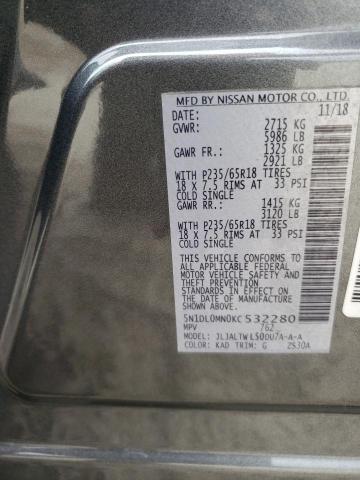 MFD BY NISSAN MOTOR CO., LTD.
DATE: 11/18
GVWR: 2715 KG
5986 LB
GAWR FR.: 1325 KG
2921 LB
WITH P235/65R18 TIRES
18 X 7.5 RIMS AT 33 PSI
COLD SINGLE
GAWR RR.: 1415 KG
3120 LB
WITH P235/65R18 TIRES
18 X 7.5 RIMS AT 33 PSI
COLD SINGLE
THIS VEHICLE CONFORMS TO
ALL APPLICABLE FEDERAL
MOTOR VEHICLE SAFETY
STANDARDS IN EFFECT ON
THE DATE OF MANUFACTURE
SHOWN ABOVE.
5N1DL0MN0KC532280
MPV 762
MODEL: JLJALTWL50DU7A-A-A
COLOR: KAD TRIM: G 2530A